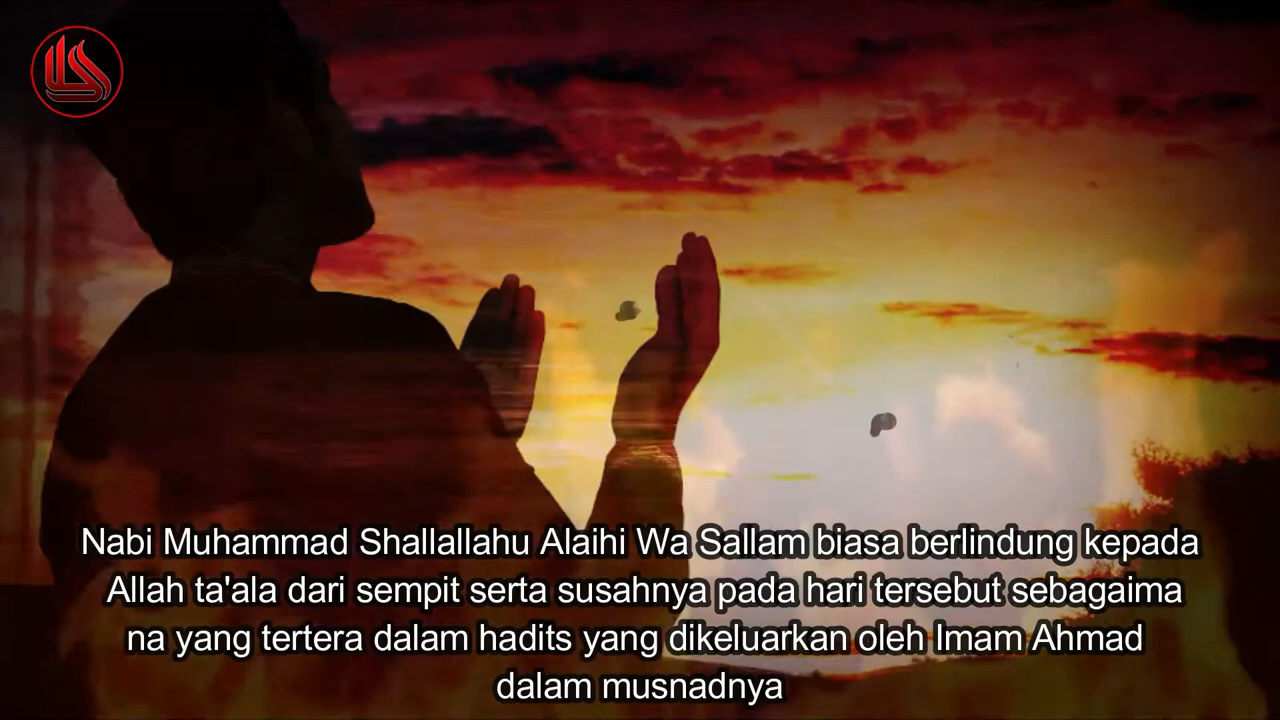 Nabi Muhammad Shallallahu Alaihi Wa Sallam biasa berlindung kepada
Allah ta'ala dari sempit serta susahnya pada hari tersebut sebagaima
na yang tertera dalam hadits yang dikeluarkan oleh Imam Ahmad
dalam musnadnya